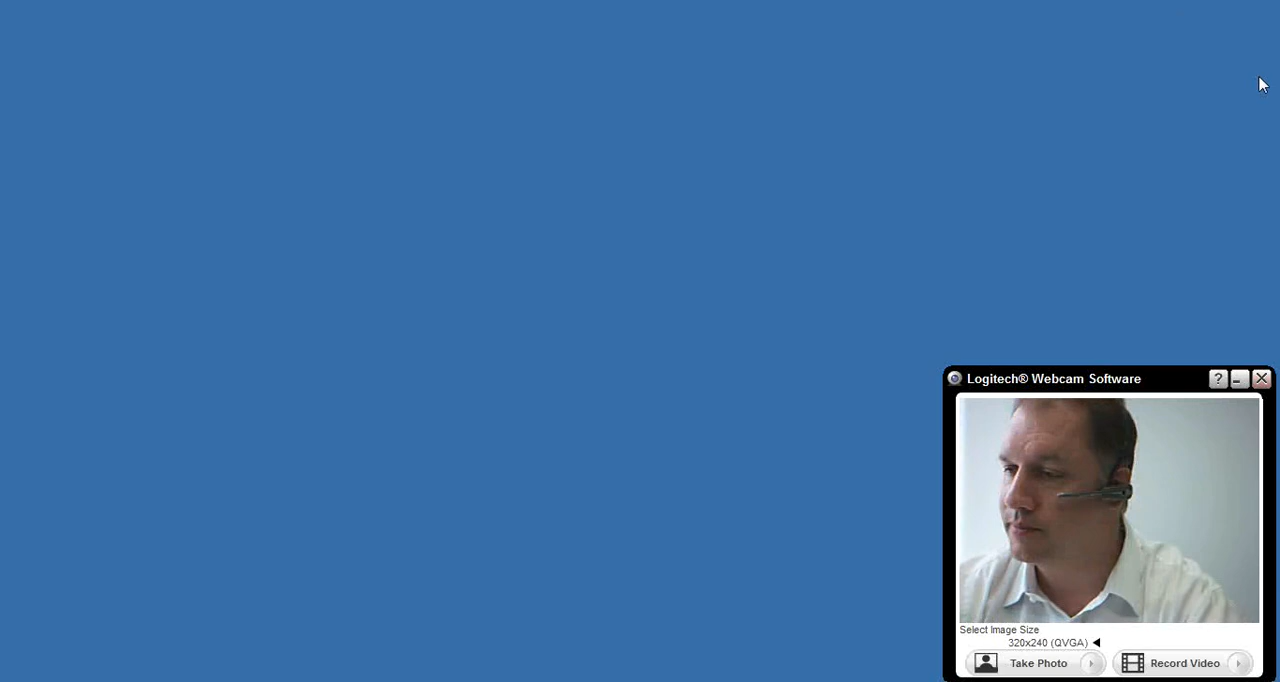 Logitech® Webcam Software
?
Select Image Size
320x240 (QVGA)
Take Photo
Record Video